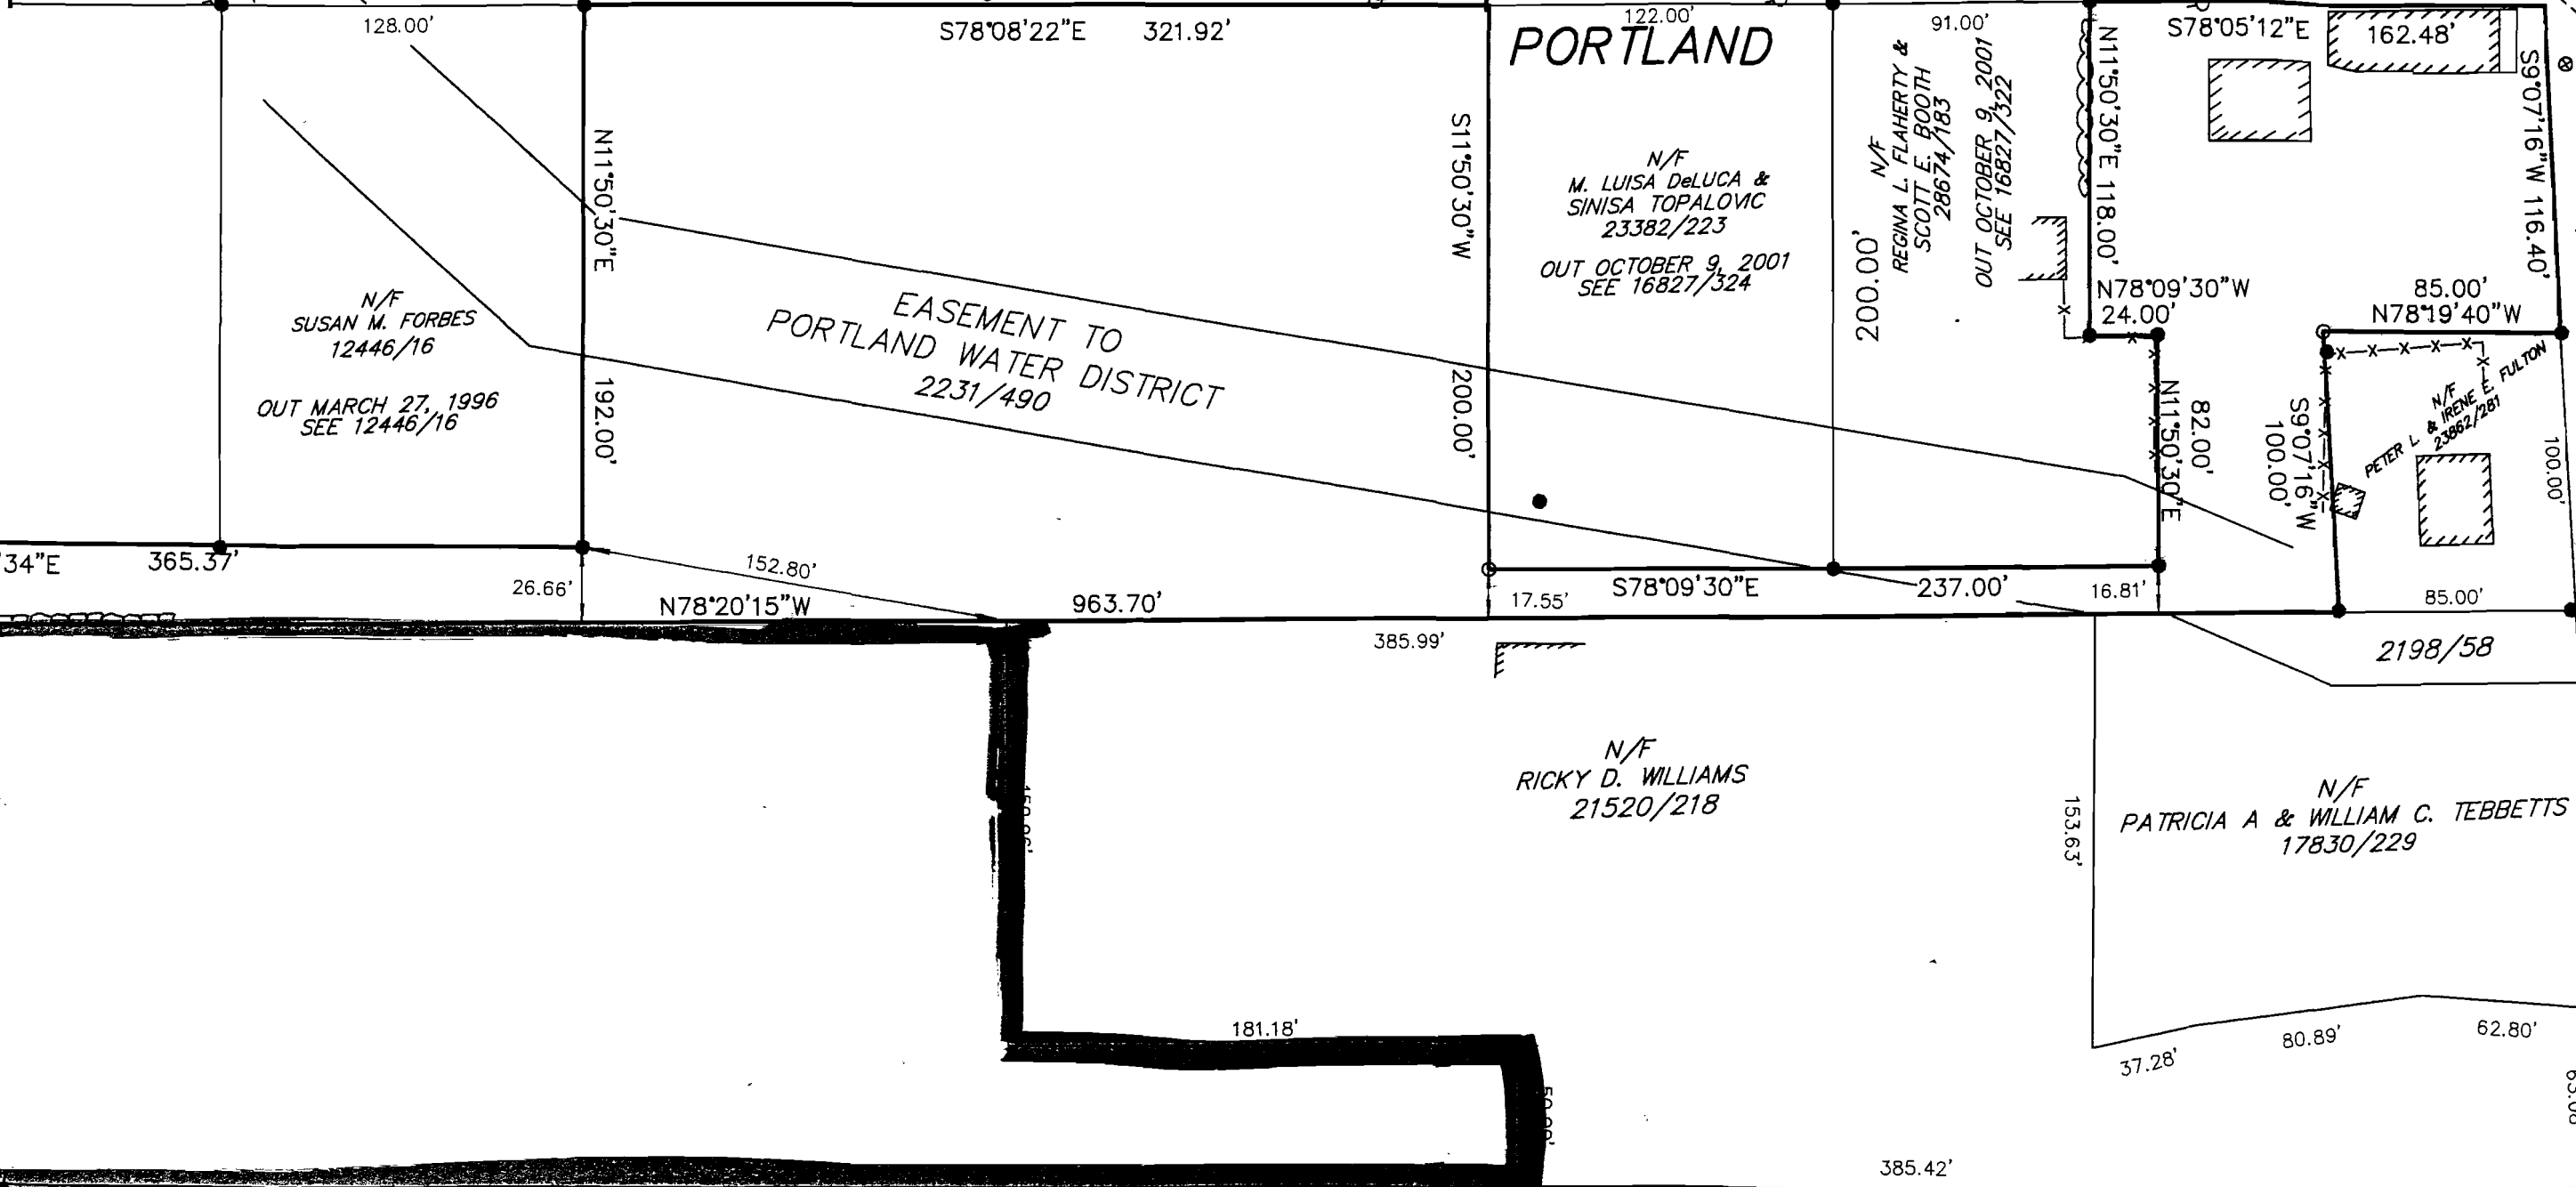 128.00'
S78°08'22"E 321.92'
122.00'
PORTLAND
91.00'
S78°05'12"E
162.48'
N11°50'30"E
192.00'
S11°50'30"W
200.00'
N/F
M. LUISA DeLUCA &
SINISA TOPALOVIC
23382/223
OUT OCTOBER 9, 2001
SEE 16827/324
200.00'
N/F
REGINA L. FLAHERTY &
SCOTT E. BOOTH
28674/183
OUT OCTOBER 9, 2001
SEE 16827/322
N11°50'30"E 118.00'
S9°07'16"W 116.40'
N/F
SUSAN M. FORBES
12446/16
OUT MARCH 27, 1996
SEE 12446/16
EASEMENT TO
PORTLAND WATER DISTRICT
2231/490
N78°09'30"W
24.00'
85.00'
N78°19'40"W
N11°50'30"E
82.00'
S9°07'16"W
100.00'
N/F
PETER L. & IRENE E. FULTON
23862/281
100.00'
'34"E 365.37'
26.66'
152.80'
N78°20'15"W 963.70'
17.55'
S78°09'30"E 237.00'
16.81'
85.00'
385.99'
2198/58
N/F
RICKY D. WILLIAMS
21520/218
153.63'
N/F
PATRICIA A & WILLIAM C. TEBBETTS
17830/229
181.18'
37.28'
80.89'
62.80'
385.42'